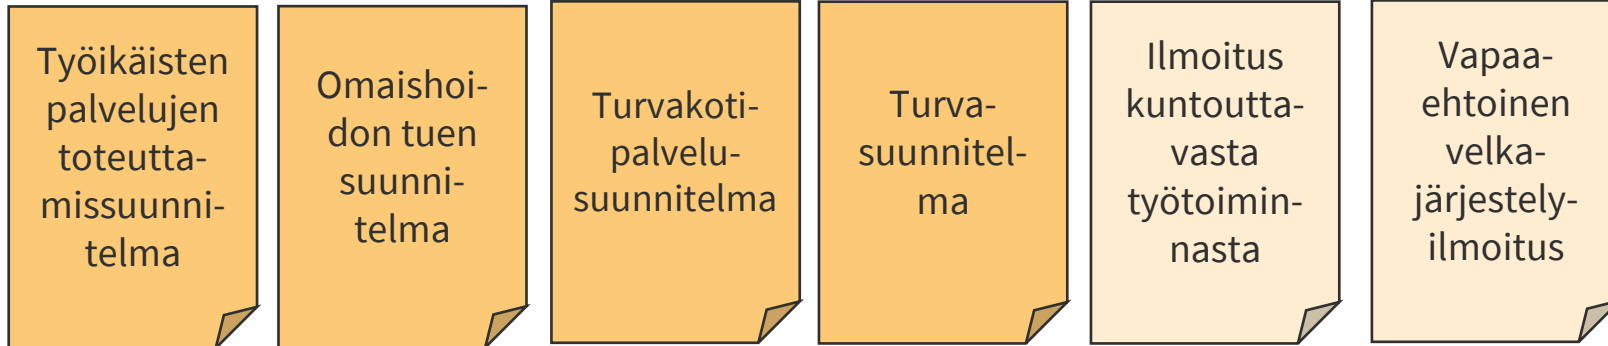 Työikäisten
palvelujen
toteutta-
missuunni-
telma
Omaishoi-
don tuen
suunni-
telma
Turvakoti-
palvelu-
suunnitelma
Turva-
suunnitel-
ma
Ilmoitus
kuntoutta-
vasta
työtoimin-
nasta
Vapaa-
ehtoinen
velka-
järjestely-
ilmoitus